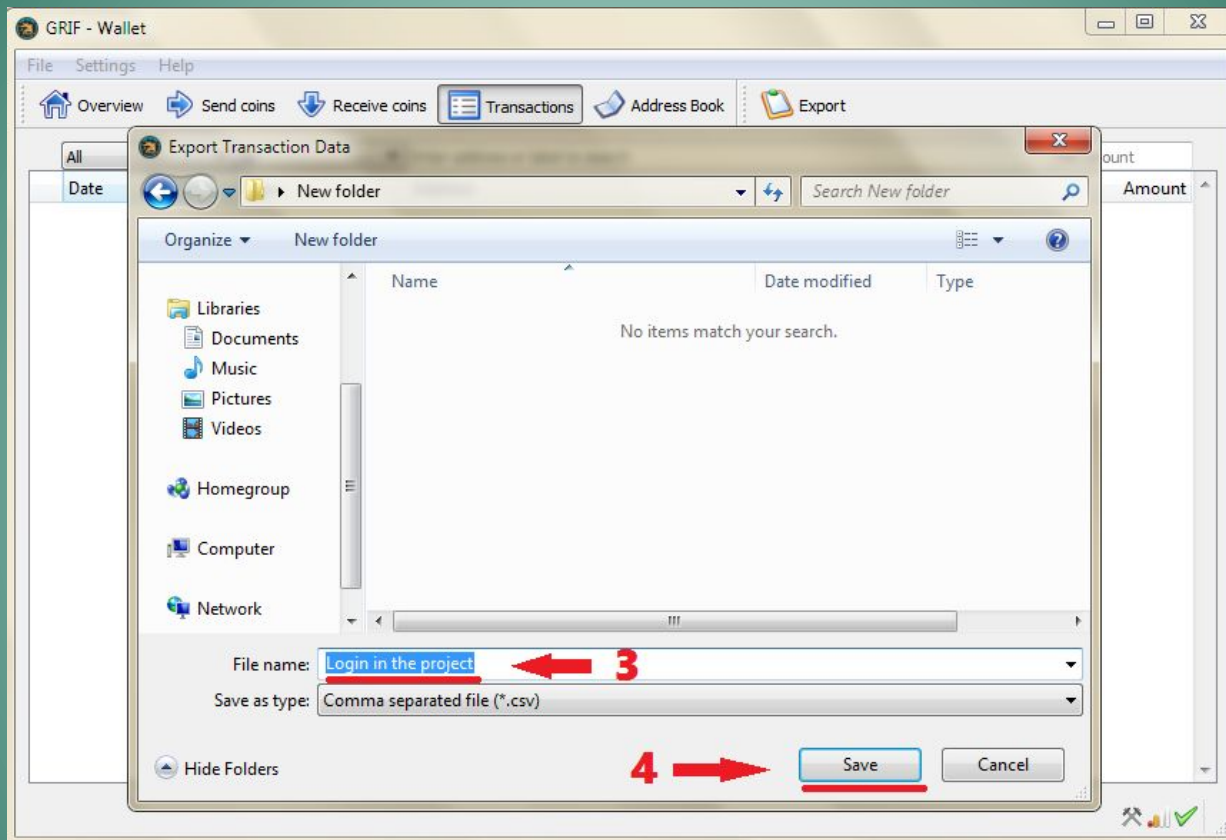 GRIF - Wallet
File Settings Help
Overview Send coins Receive coins Transactions Address Book Export
Export Transaction Data
All
ount
Date
Amount
New folder
Search New folder
Organize New folder
Name Date modified Type
No items match your search.
Libraries
Documents
Music
Pictures
Videos
Homegroup
Computer
Network
File name: Login in the project 3
Save as type: Comma separated file (*.csv)
Hide Folders
4 Save Cancel